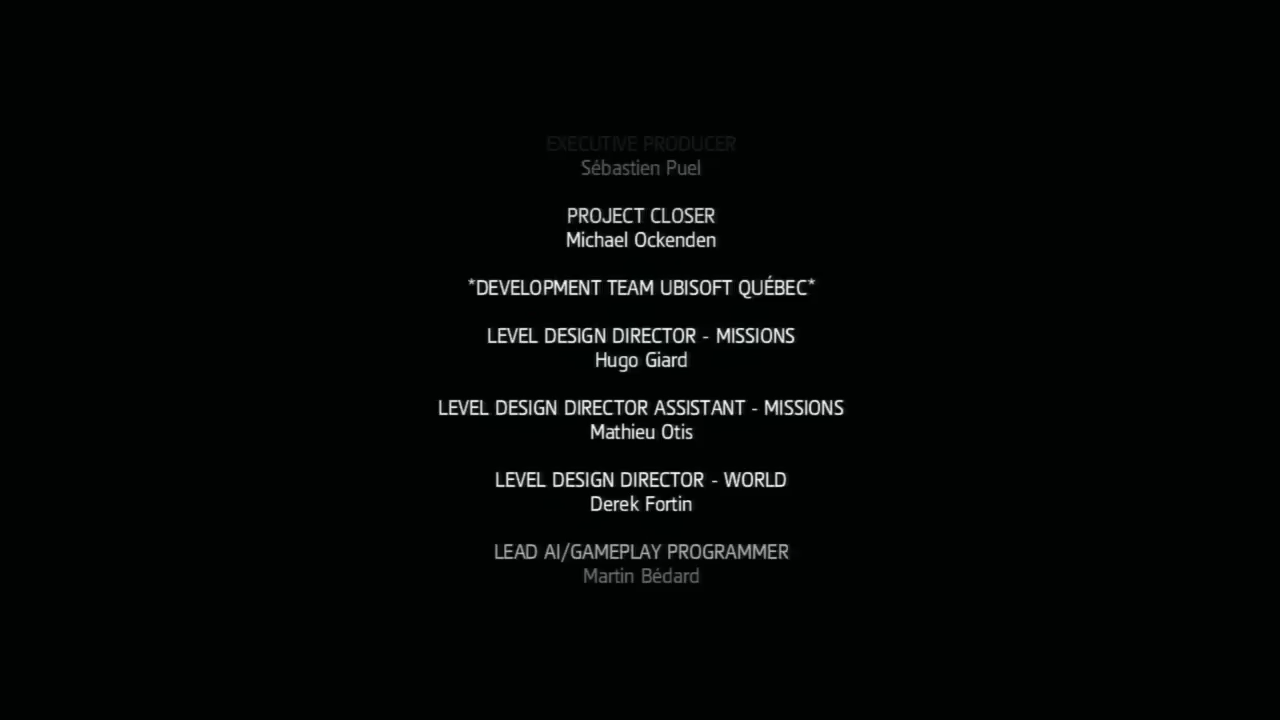 EXECUTIVE PRODUCER
Sébastien Puel
PROJECT CLOSER
Michael Ockenden
*DEVELOPMENT TEAM UBISOFT QUÉBEC*
LEVEL DESIGN DIRECTOR - MISSIONS
Hugo Giard
LEVEL DESIGN DIRECTOR ASSISTANT - MISSIONS
Mathieu Otis
LEVEL DESIGN DIRECTOR - WORLD
Derek Fortin
LEAD AI/GAMEPLAY PROGRAMMER
Martin Bédard